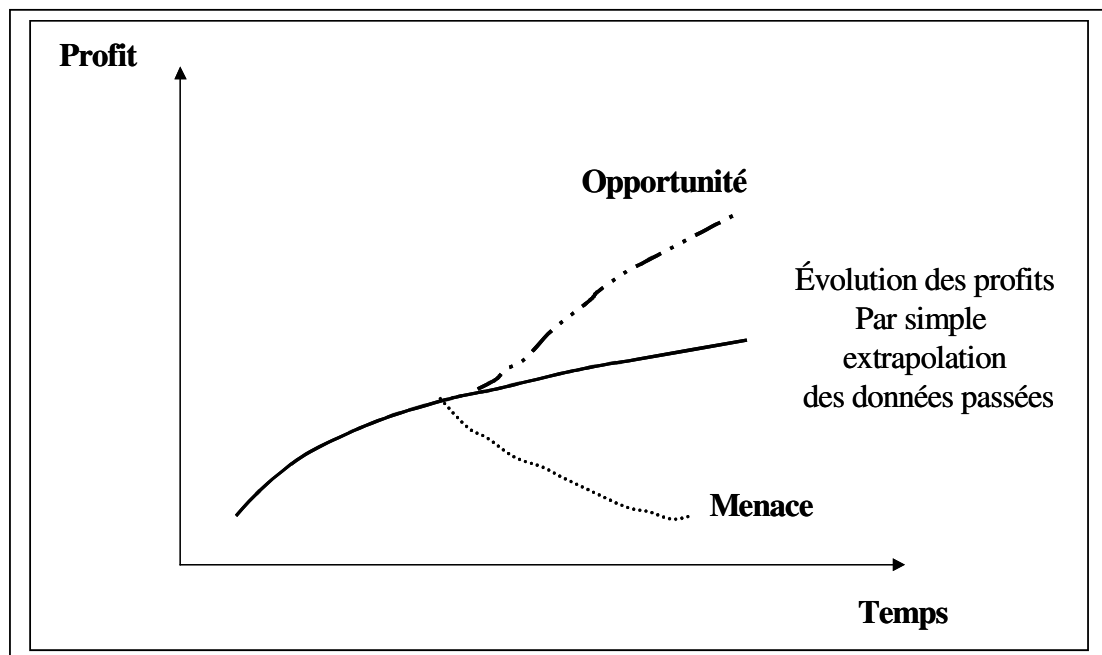 Profit
Opportunité
Évolution des profits
Par simple
extrapolation
des données passées
Menace
Temps